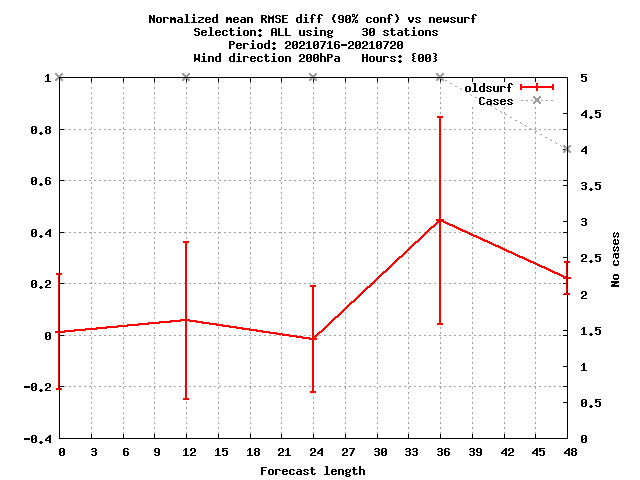 Normalized mean RMSE diff (90% conf) vs newsurf
Selection: ALL using    30 stations
Period: 20210716-20210720
Wind direction 200hPa   Hours: {00}
oldsurf
Cases
1
0.8
0.6
0.4
0.2
0
-0.2
-0.4
5
4.5
4
3.5
3
2.5
2
1.5
1
0.5
0
No cases
0 3 6 9 12 15 18 21 24 27 30 33 36 39 42 45 48
Forecast length